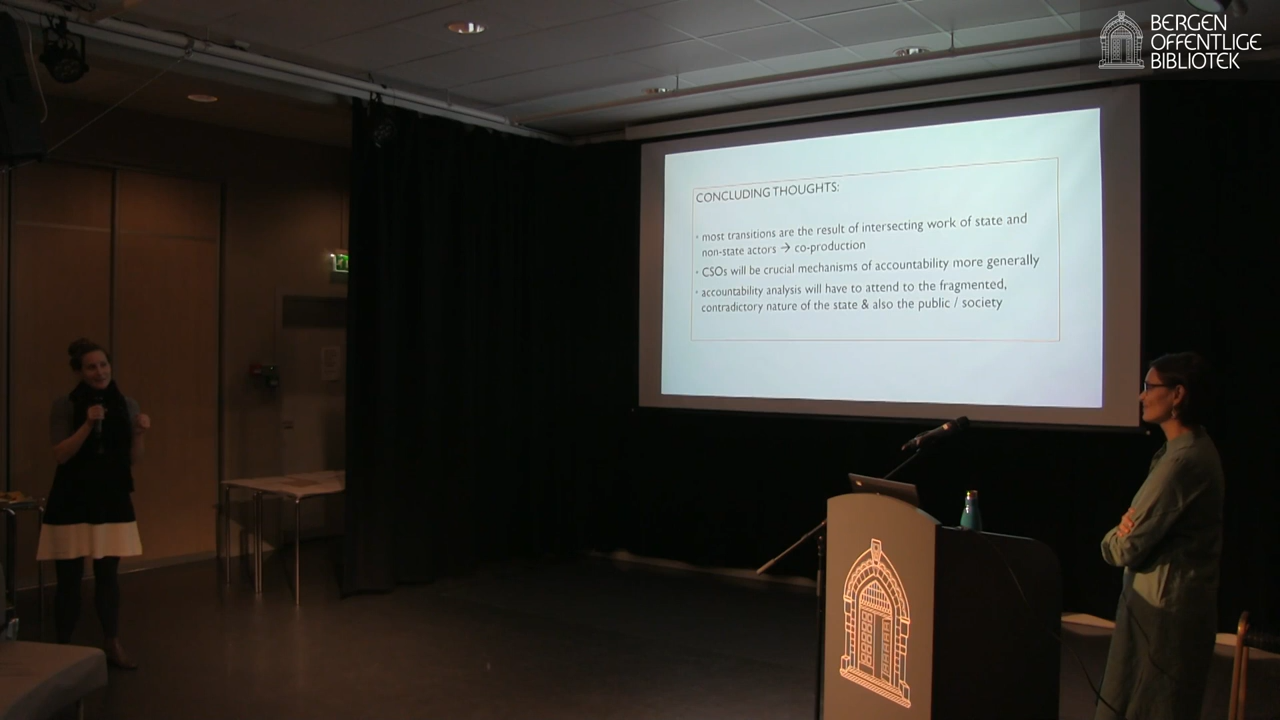 BERGEN
OFFENTLIGE
BIBLIOTEK
CONCLUDING THOUGHTS:
• most transitions are the result of intersecting work of state and
non-state actors → co-production
• CSOs will be crucial mechanisms of accountability more generally
• accountability analysis will have to attend to the fragmented,
contradictory nature of the state & also the public / society